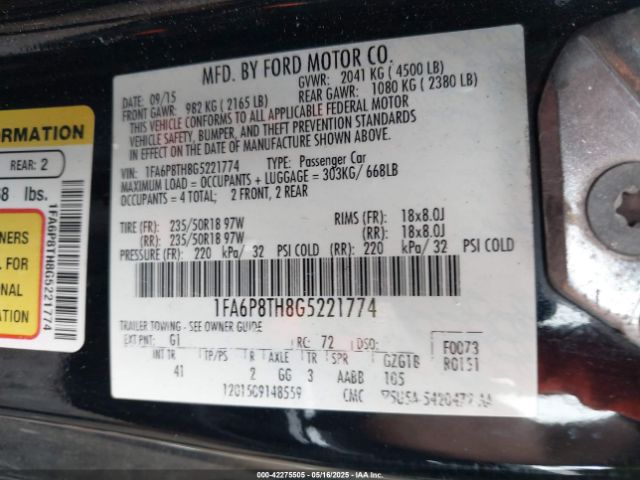 MFD. BY FORD MOTOR CO.
DATE: 09/15 GVWR: 2041 KG ( 4500 LB)
FRONT GAWR: 982 KG ( 2165 LB) REAR GAWR: 1080 KG ( 2380 LB)
THIS VEHICLE CONFORMS TO ALL APPLICABLE FEDERAL MOTOR
VEHICLE SAFETY, BUMPER, AND THEFT PREVENTION STANDARDS
IN EFFECT ON THE DATE OF MANUFACTURE SHOWN ABOVE.
VIN: 1FA6P8TH8G5221774 TYPE: Passenger Car
MAXIMUM LOAD = OCCUPANTS + LUGGAGE = 303KG/ 668LB
OCCUPANTS = 4 TOTAL; 2 FRONT, 2 REAR
TIRE (FR): 235/50R18 97W RIMS (FR): 18x8.0J
(RR): 235/50R18 97W (RR): 18x8.0J
PRESSURE (FR): 220 kPa/ 32 PSI COLD (RR): 220 kPa/ 32 PSI COLD
1FA6P8TH8G5221774
TRAILER TOWING - SEE OWNER GUIDE
EXT PNT: G1 RC: 72 DSO: F0073
INT TR TP/PS R AXLE TR SPR GZG1B R0151
41 2 GG 3 AABB 165
1201509148559 CMC
ORMATION
REAR: 2
lbs.
1FA6P8TH8G5221774
NERS
FOR
ONAL
ION
000-42275505 - 05/16/2025 - IAA Inc.